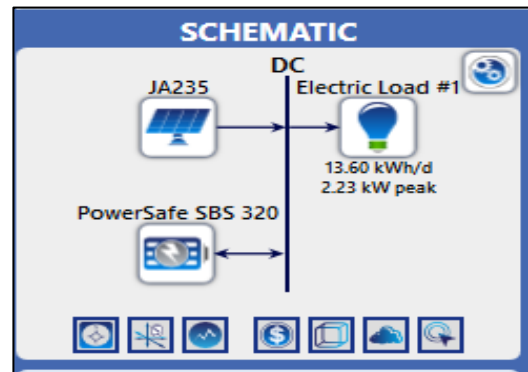 SCHEMATIC
DC
JA235
Electric Load #1
13.60 kWh/d
2.23 kW peak
PowerSafe SBS 320